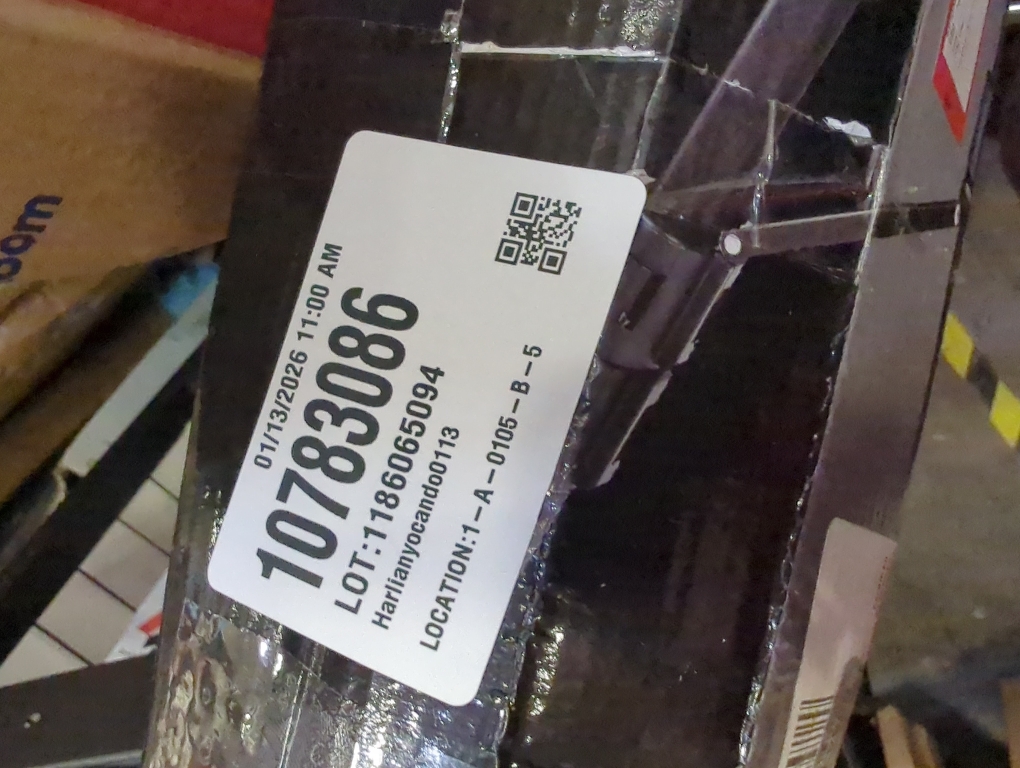 01/13/2026 11:00 AM
10783086
LOT:1186065094
Harlianyocando0113
LOCATION:1-A-0105-B-5